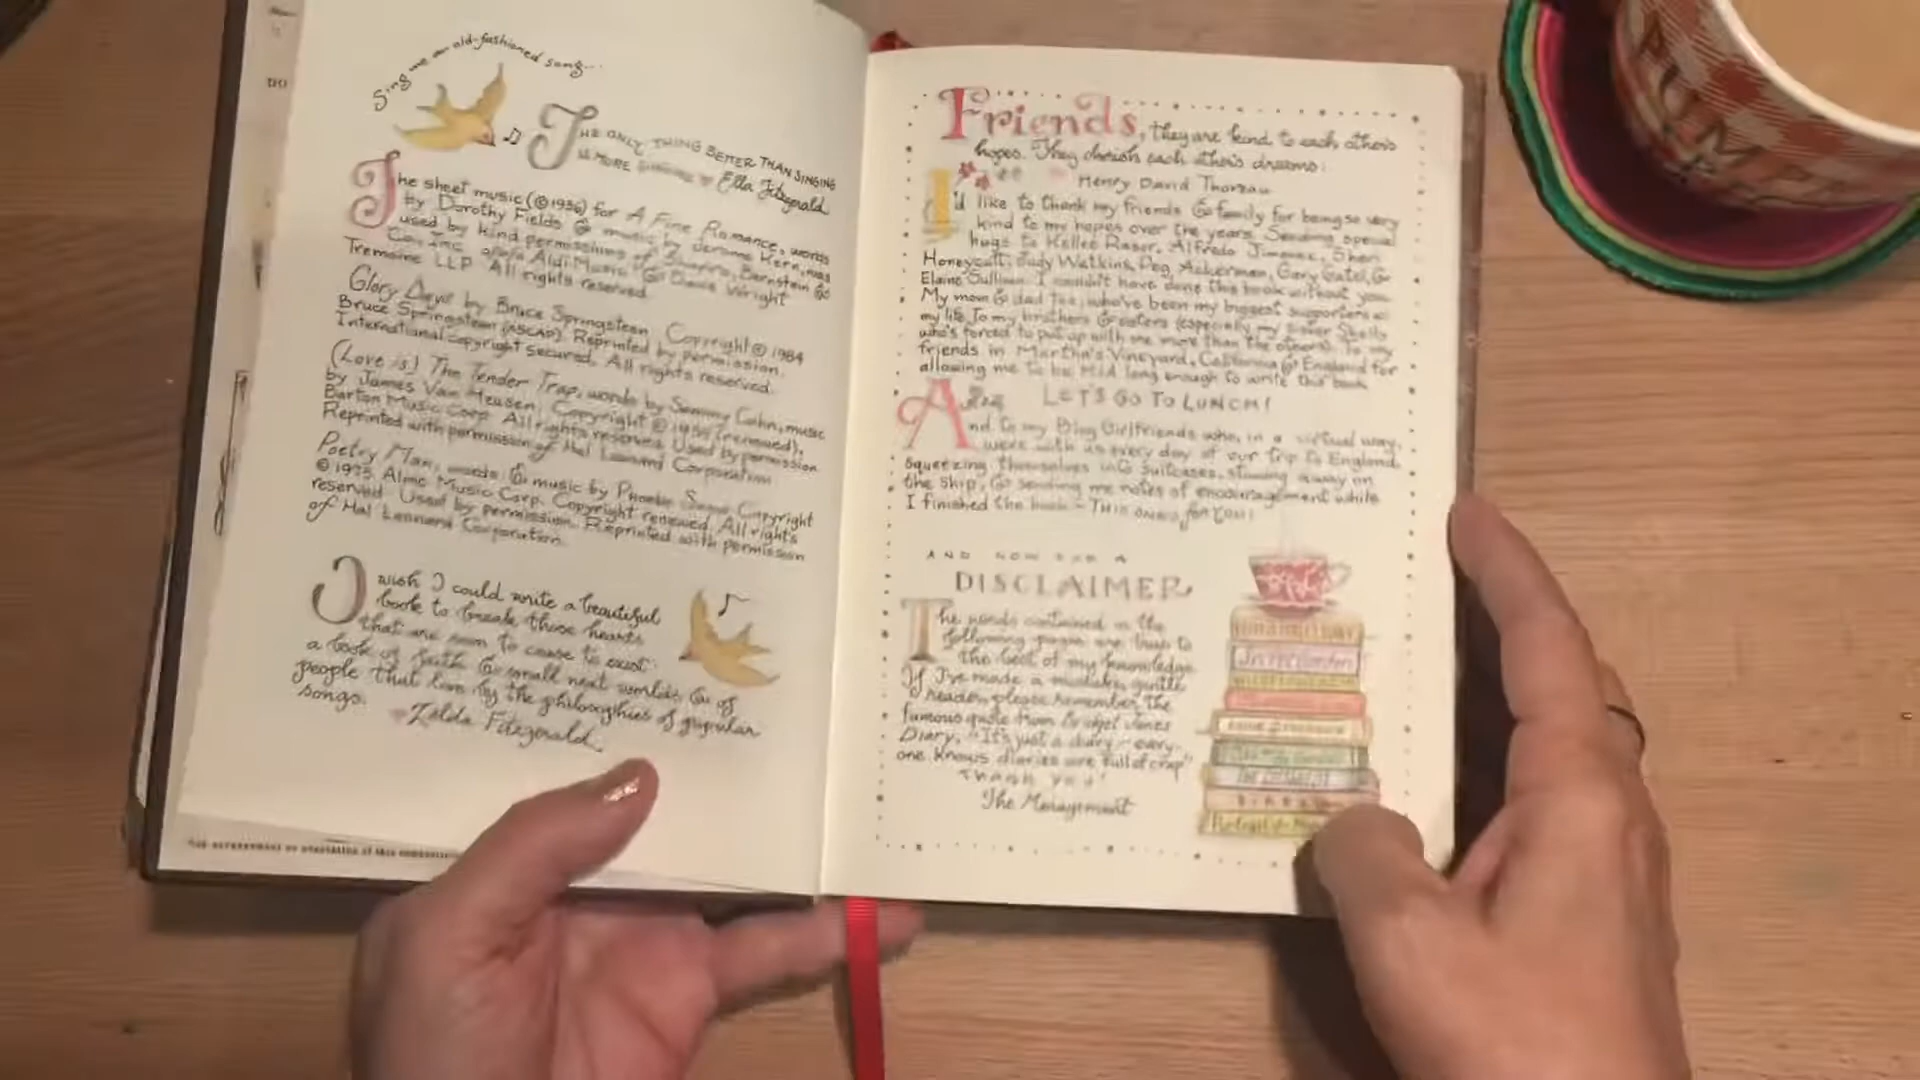 Sing me an old-fashioned song...
THE ONLY THING BETTER THAN SINGING
IS MORE SINGING ♥ Ella Fitzgerald
The sheet music (©1936) for A Fine Romance, words
by Dorothy Fields & music by Jerome Kern, was
used by kind permissions of Shapiro, Bernstein &
Co., Inc. o/b/o Aldi Music & Davis Wright
Tremaine LLP. All rights reserved.
Glory Days by Bruce Springsteen, Copyright © 1984
Bruce Springsteen (ASCAP). Reprinted by permission.
International copyright secured. All rights reserved.
(Love is) The Tender Trap, words by Sammy Cahn, music
by James Van Heusen. Copyright © (renewed),
Barton Music Corp. All rights reserved. Used by permission
Reprinted with permission of Hal Leonard Corporation
Poetry Man, words & music by Phoebe Snow Copyright
© 1973 Almo Music Corp. Copyright renewed. All rights
reserved. Used by permission. Reprinted with permission
of Hal Leonard Corporation.
I wish I could write a beautiful
book to break those hearts
that are soon to cease to exist:
a book of faith & small neat worlds & of
people that live by the philosophies of popular
songs.
♥ Zelda Fitzgerald
Friends, they are kind to each other's
hopes. They cherish each other's dreams.
♥ Henry David Thoreau
I'd like to thank my friends & family for being so very
kind to my hopes over the years. Sending special
hugs to Kellee Rasor, Alfredo Jimenez, Sheri
Honeycutt, Judy Watkins, Peg Ackerman, Gary Gatel, &
Elaine Sullivan. I couldn't have done this book without you.
My mom & dad too, who've been my biggest supporters
my life. To my brothers & sisters (especially my sister Shelly
who's forced to put up with me more than the others). To my
friends in Martha's Vineyard, California & England for
allowing me to be MIA long enough to write this book
LET'S GO TO LUNCH!
And to my Blog Girlfriends who, in a virtual way,
were with us every day of our trip to England
squeezing themselves into suitcases, stowing away on
the ship, & sending me notes of encouragement while
I finished the book – THIS ONE'S for YOU!
AND NOW FOR A
DISCLAIMER
The words contained in the
following pages are true to
the best of my knowledge.
If I've made a mistake, gentle
reader, please remember the
famous quote from Bridget Jones
Diary, "It's just a diary — every-
one knows diaries are full of crap"
THANK YOU!
The Management